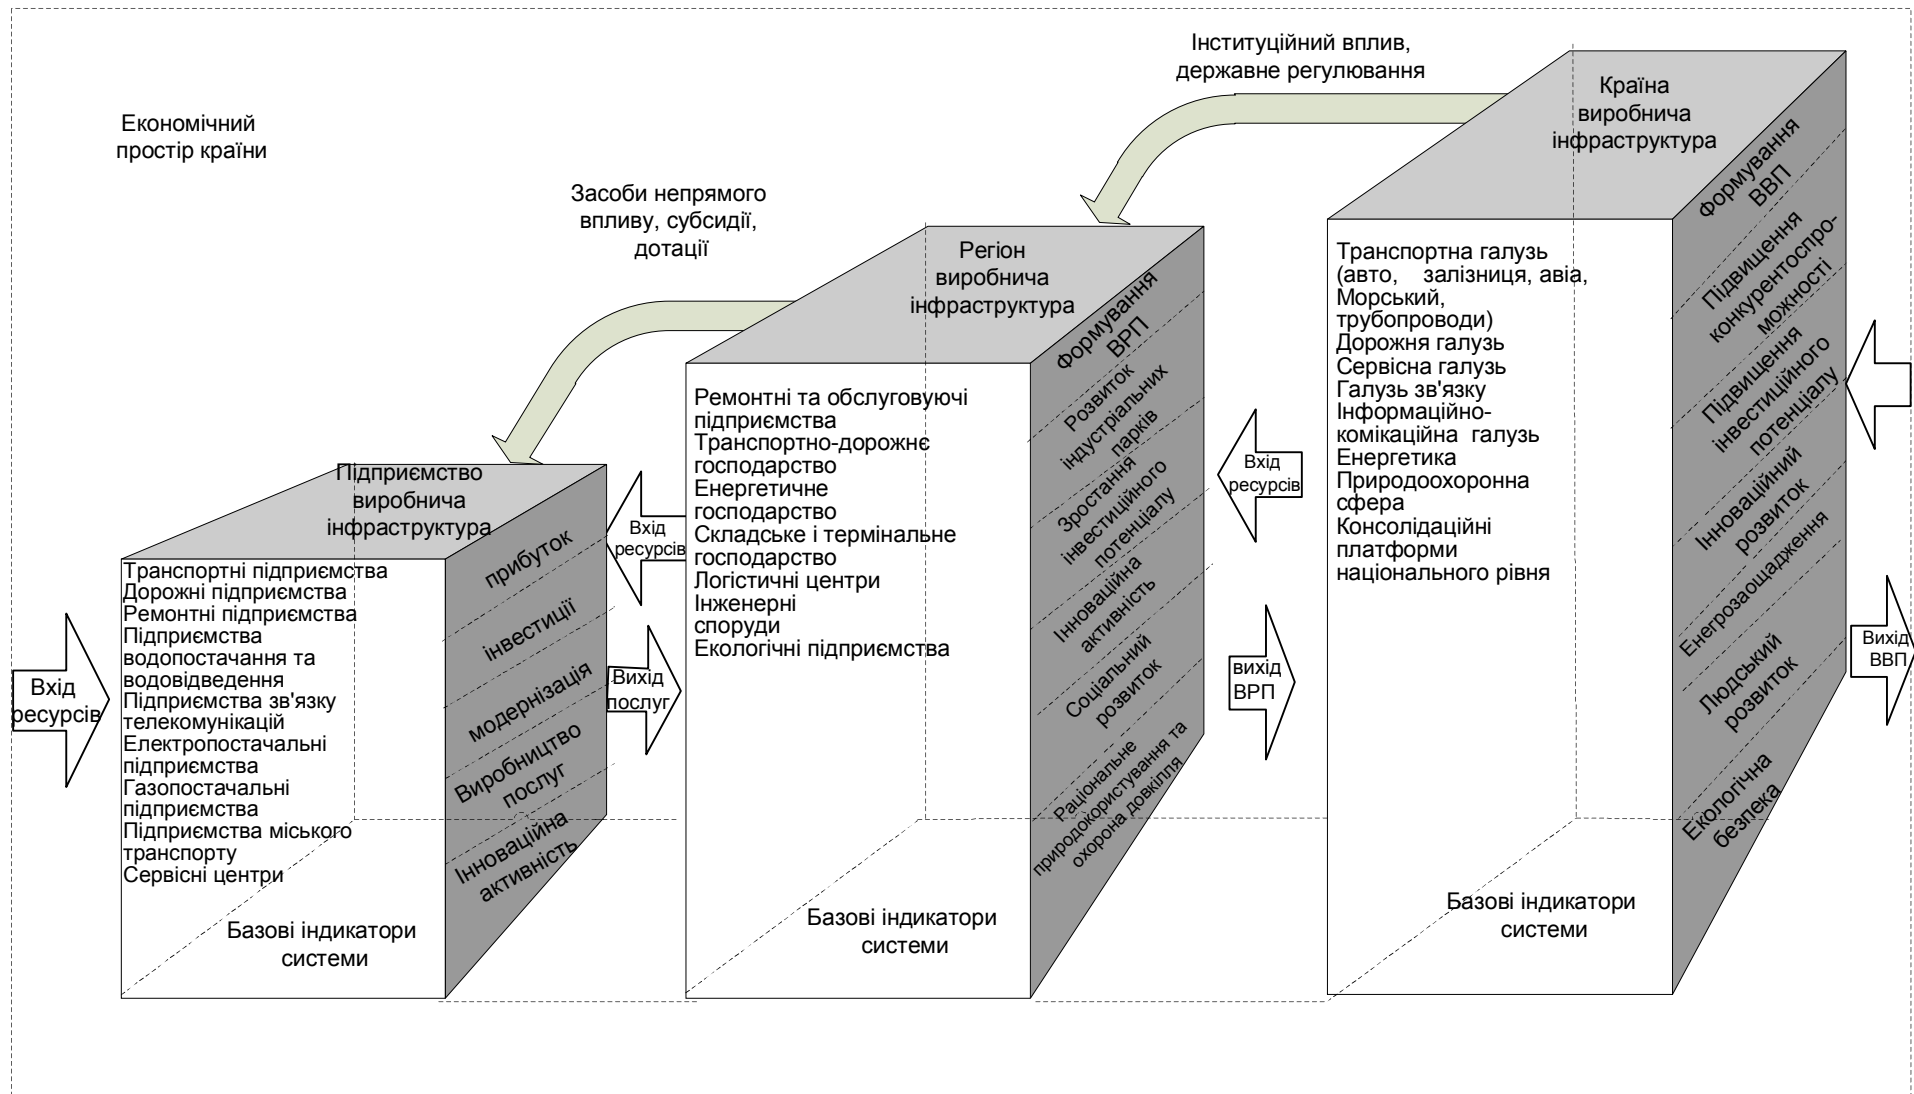 Економічний
простір країни
Засоби непрямого
впливу, субсидії,
дотації
Інституційний вплив,
державне регулювання
Вхід
ресурсів
Підприємство
виробнича
інфраструктура
Транспортні підприємства
Дорожні підприємства
Ремонтні підприємства
Підприємства
водопостачання та
водовідведення
Підприємства зв'язку
телекомунікацій
Електропостачальні
підприємства
Газопостачальні
підприємства
Підприємства міського
транспорту
Сервісні центри
Базові індикатори
системи
прибуток
інвестиції
модернізація
Виробництво
послуг
Інноваційна
активність
Вхід
ресурсів
Вихід
послуг
Регіон
виробнича
інфраструктура
Ремонтні та обслуговуючі
підприємства
Транспортно-дорожнє
господарство
Енергетичне
господарство
Складське і термінальне
господарство
Логістичні центри
Інженерні
споруди
Екологічні підприємства
Базові індикатори
системи
Формування
ВРП
Розвиток
індустріальних
парків
Зростання
інвестиційного
потенціалу
Інноваційна
активність
Соціальний
розвиток
Раціональне
природокористування та
охорона довкілля
Вхід
ресурсів
вихід
ВРП
Країна
виробнича
інфраструктура
Транспортна галузь
(авто, залізниця, авіа,
Морський,
трубопроводи)
Дорожня галузь
Сервісна галузь
Галузь зв'язку
Інформаційно-
комікаційна галузь
Енергетика
Природоохоронна
сфера
Консолідаційні
платформи
національного рівня
Базові індикатори
системи
Формування
ВВП
Підвищення
конкурентоспро-
можності
Підвищення
інвестиційного
потенціалу
Інноваційний
розвиток
Енегрозаощадження
Людський
розвиток
Екологічна
безпека
Вихід
ВВП